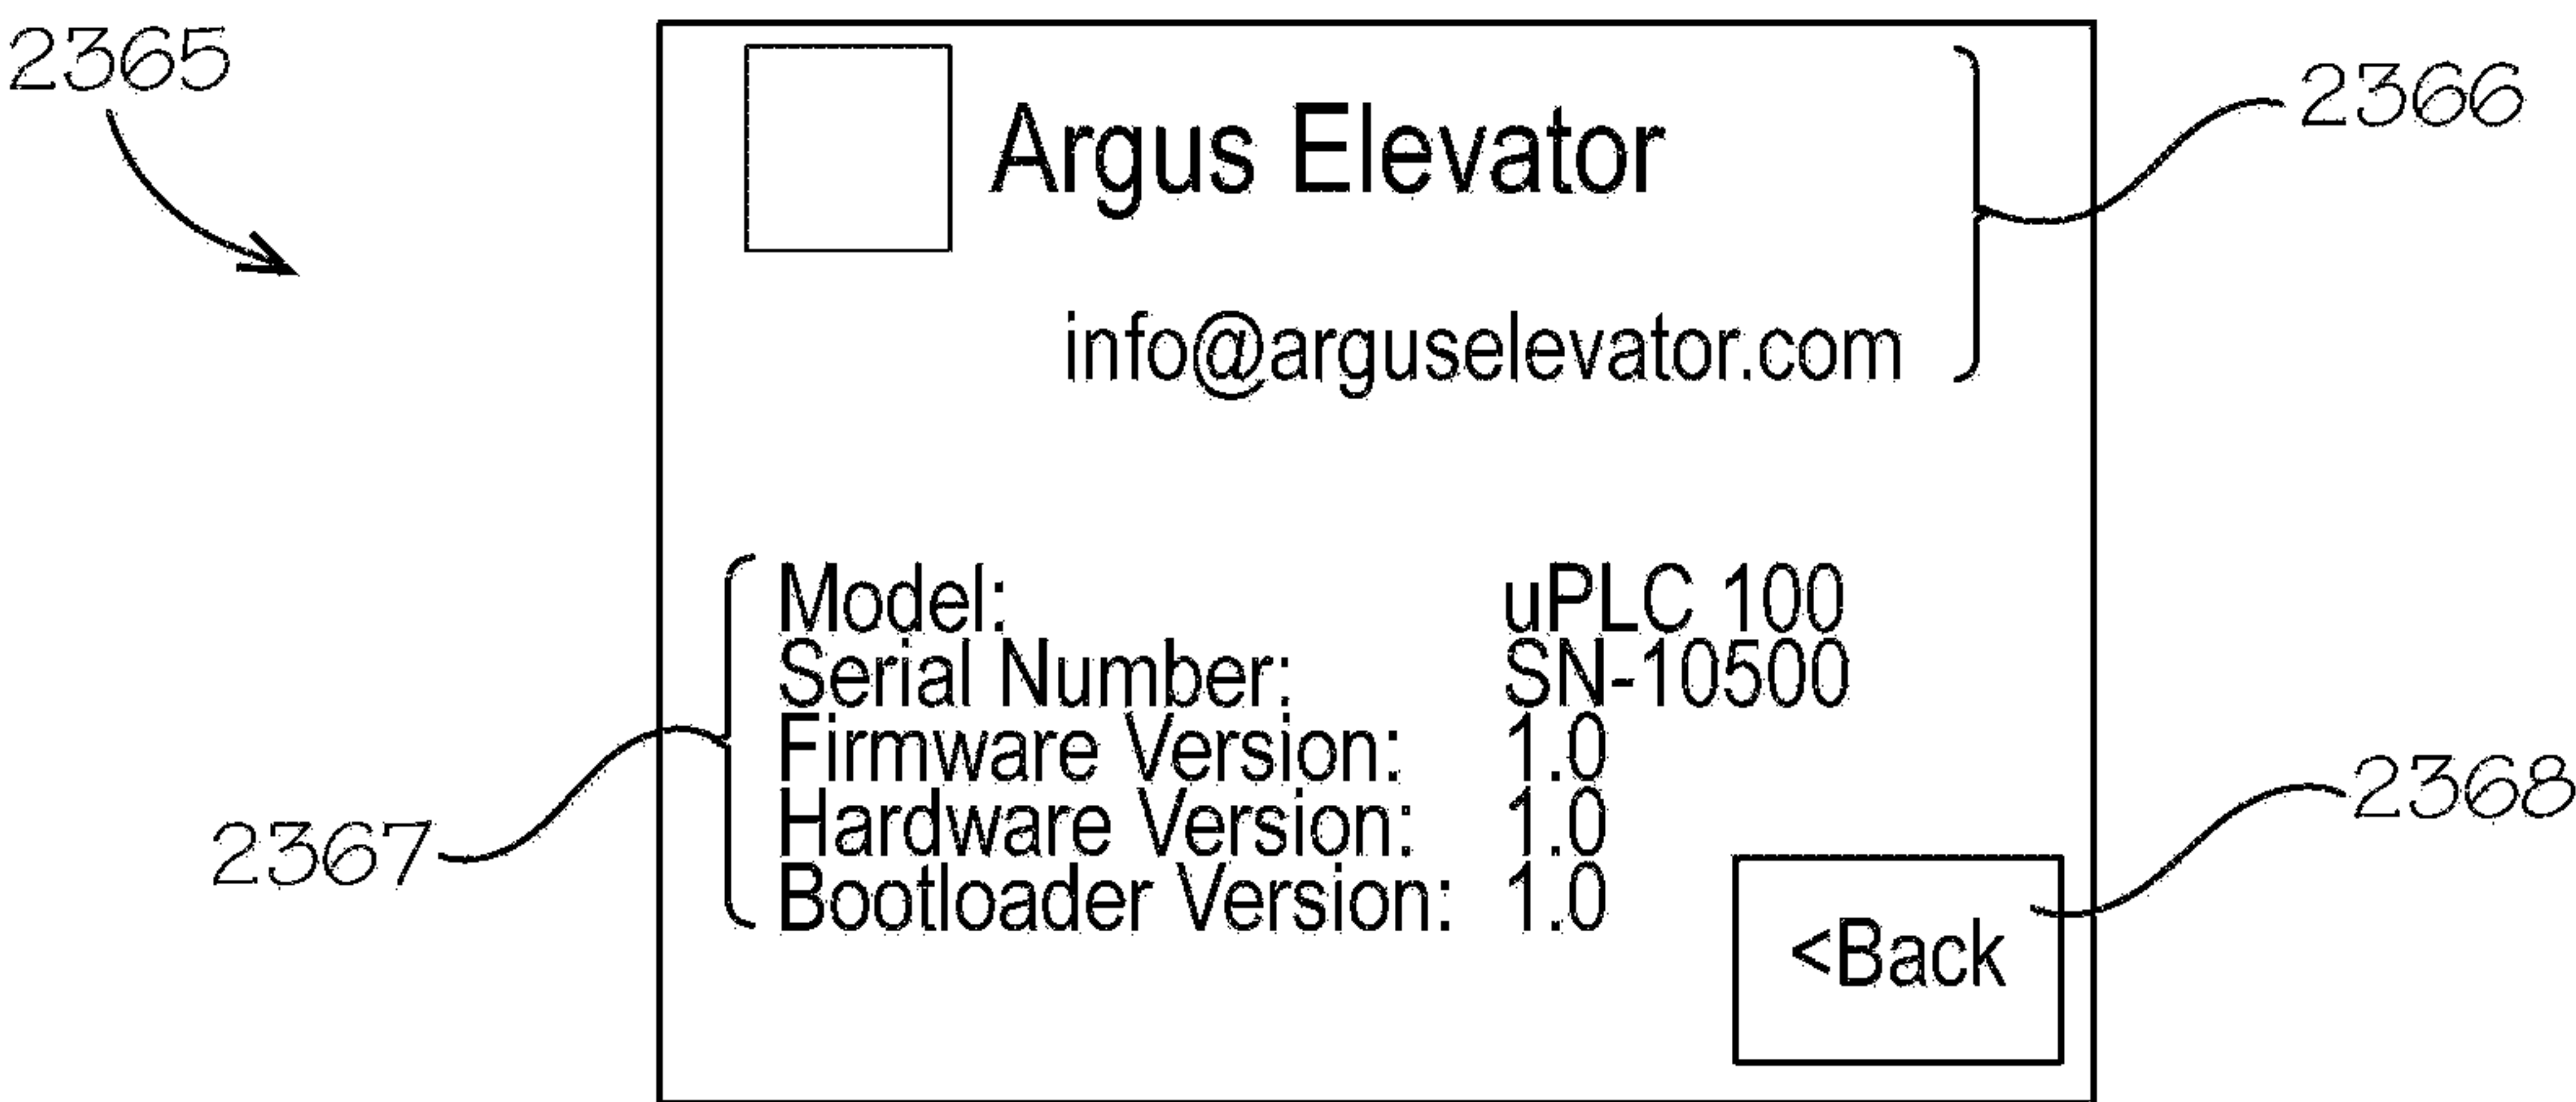 2365
Argus Elevator
2366
info@arguselevator.com
Model: uPLC 100
Serial Number: SN-10500
Firmware Version: 1.0
Hardware Version: 1.0
Bootloader Version: 1.0
2367
2368
<Back